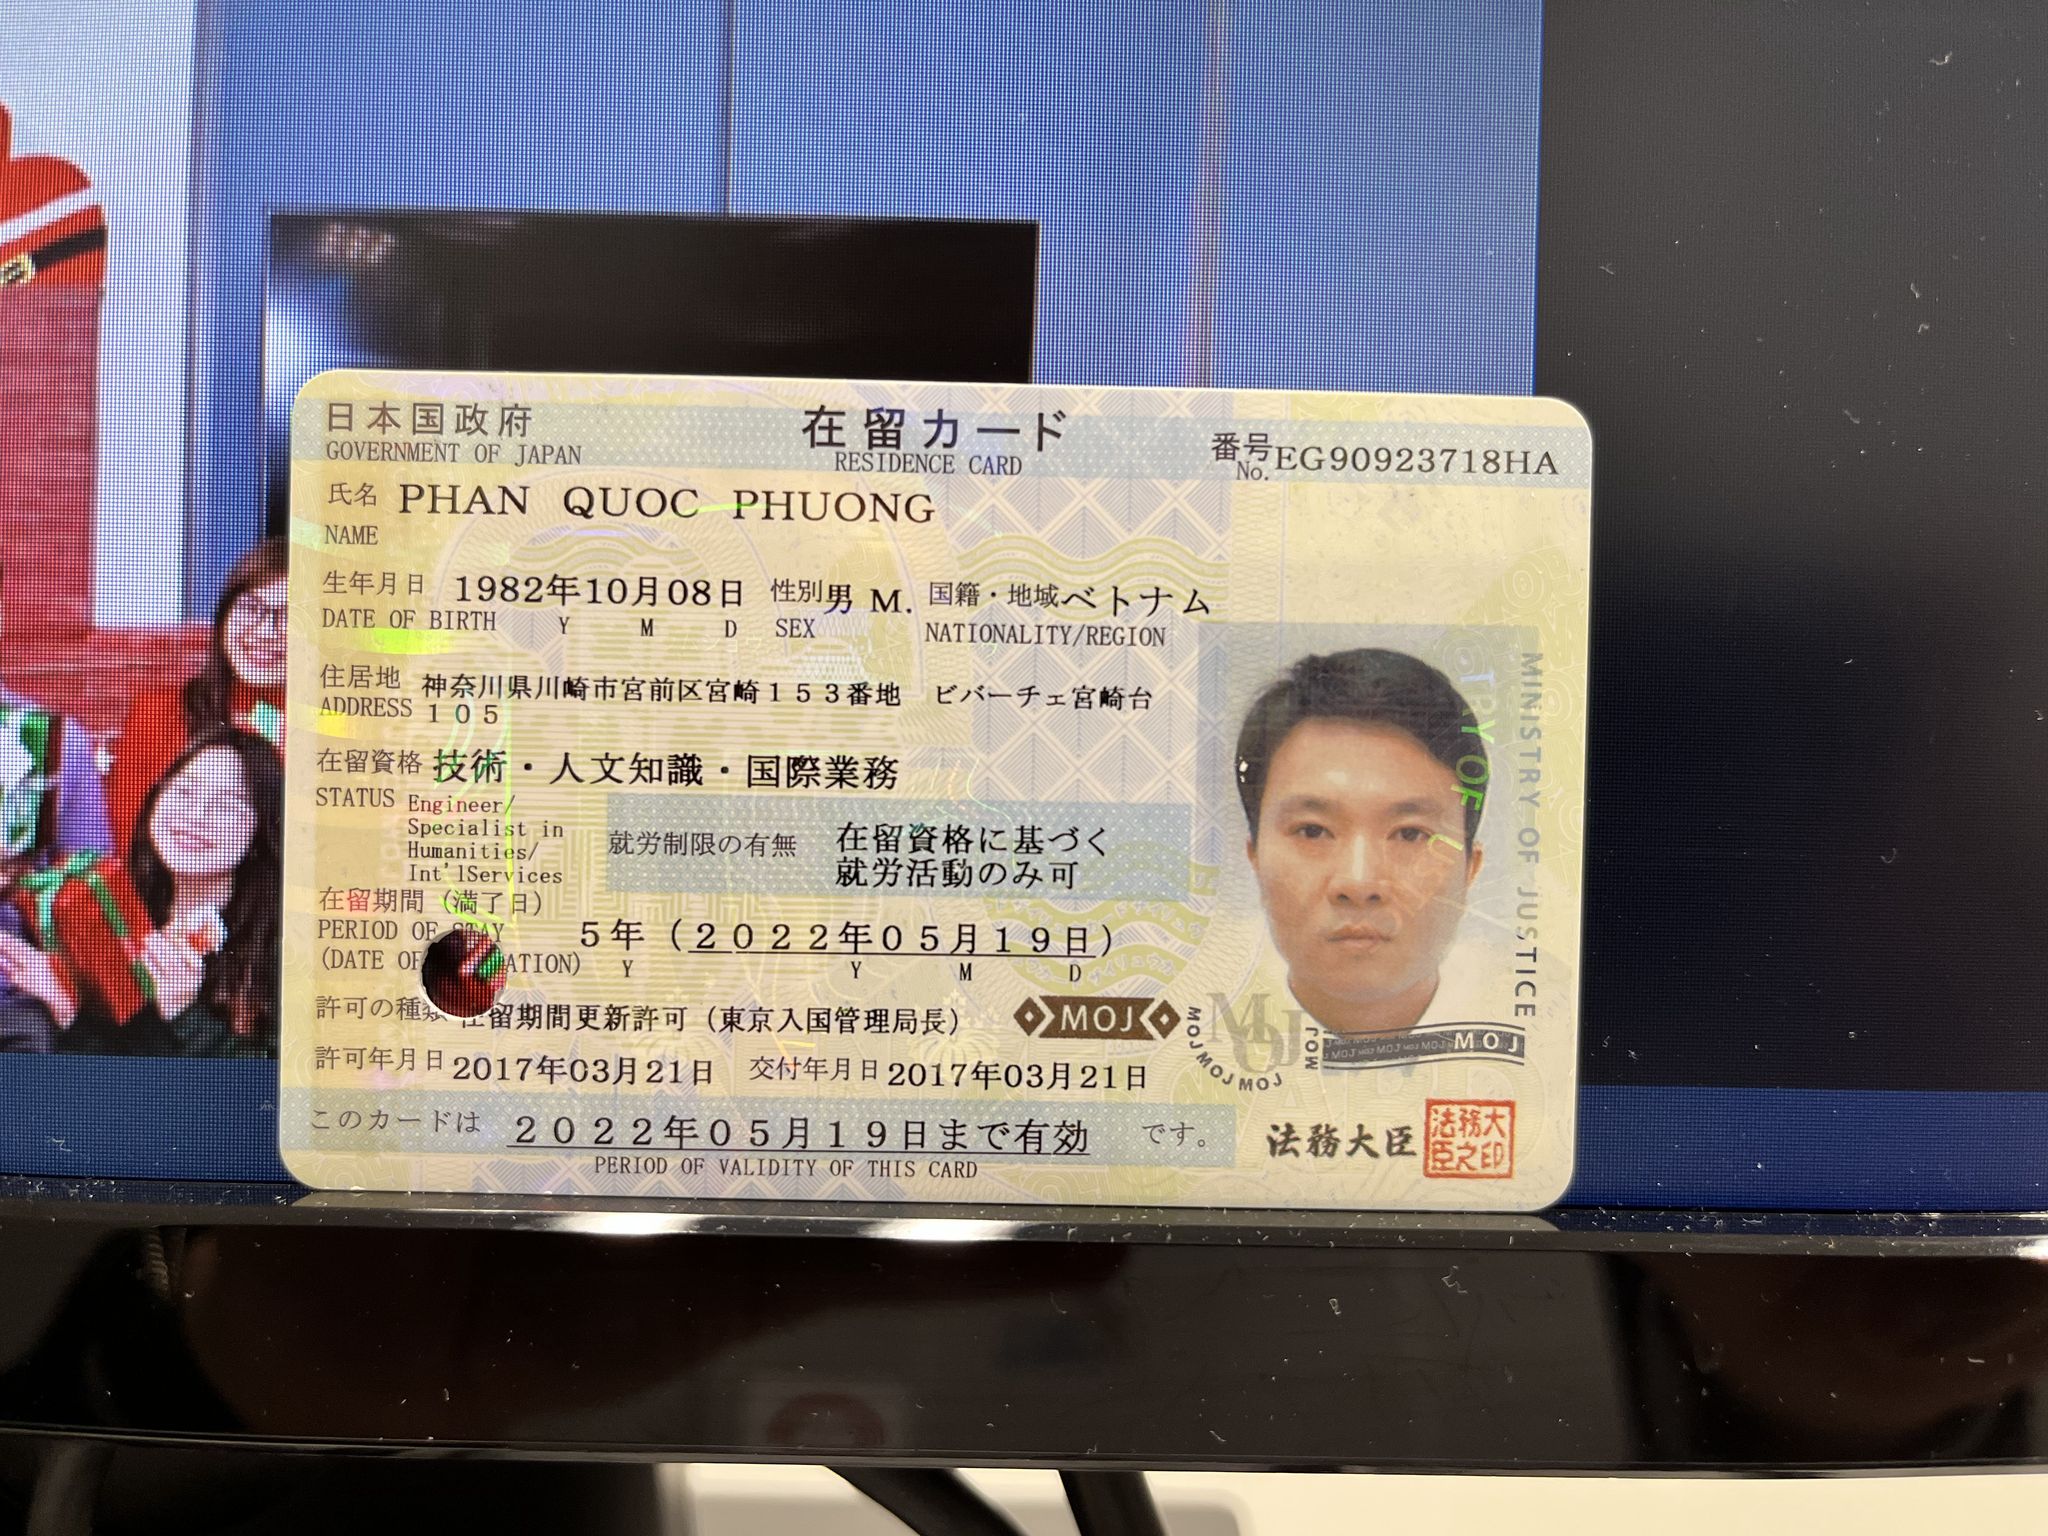 日本国政府
GOVERNMENT OF JAPAN
在留カード
RESIDENCE CARD
番号 No. EG90923718HA
氏名 PHAN QUOC PHUONG
NAME
生年月日 1982年10月08日 性別 男 M. 国籍・地域 ベトナム
DATE OF BIRTH Y M D SEX NATIONALITY/REGION
住居地 神奈川県川崎市宮前区宮崎153番地 ビバーチェ宮崎台
ADDRESS 105
在留資格 技術・人文知識・国際業務
STATUS Engineer/
Specialist in
Humanities/
Int'lServices
就労制限の有無 在留資格に基づく
就労活動のみ可
在留期間(満了日)
PERIOD OF STAY 5年(2022年05月19日)
(DATE OF ATION) Y Y M D
許可の種類 在留期間更新許可(東京入国管理局長)
MOJ
許可年月日 2017年03月21日 交付年月日 2017年03月21日
このカードは 2022年05月19日まで有効 です。
PERIOD OF VALIDITY OF THIS CARD
MINISTRY OF JUSTICE
MOJ
MOJ MOJ MOJ MOJ
MOJ
法務大臣
法務大臣之印